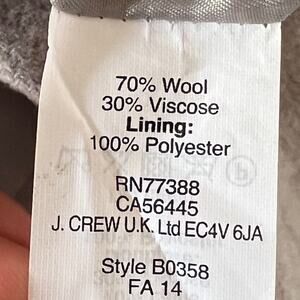 70% Wool
30% Viscose
Lining:
100% Polyester
RN77388
CA56445
J. CREW U.K. Ltd EC4V 6JA
Style B0358
FA 14